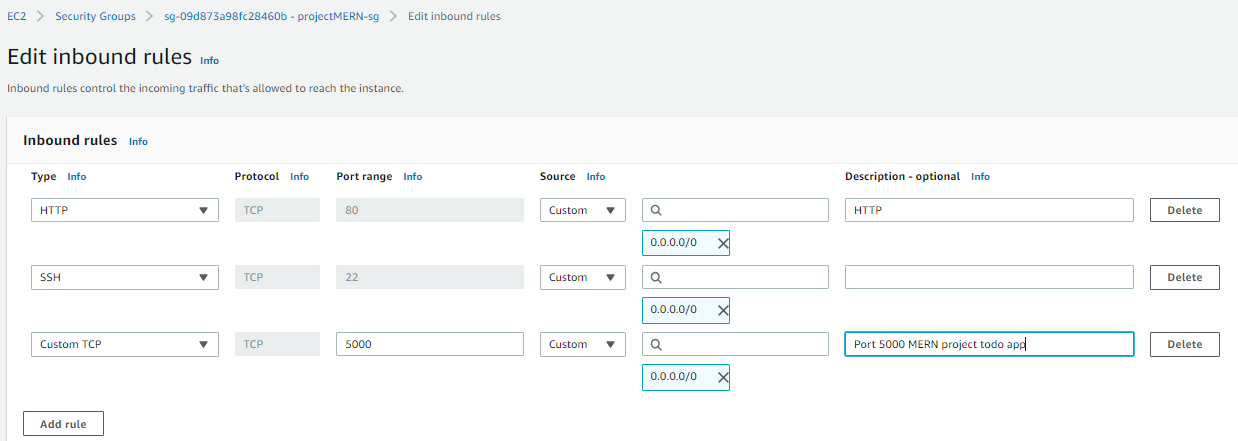 EC2 > Security Groups > sg-09d873a98fc28460b - projectMERN-sg > Edit inbound rules
Edit inbound rules Info
Inbound rules control the incoming traffic that's allowed to reach the instance.
Inbound rules Info
Type Info Protocol Info Port range Info Source Info Description - optional Info
HTTP TCP 80 Custom HTTP Delete
0.0.0.0/0
SSH TCP 22 Custom Delete
0.0.0.0/0
Custom TCP TCP 5000 Custom Port 5000 MERN project todo app Delete
0.0.0.0/0
Add rule